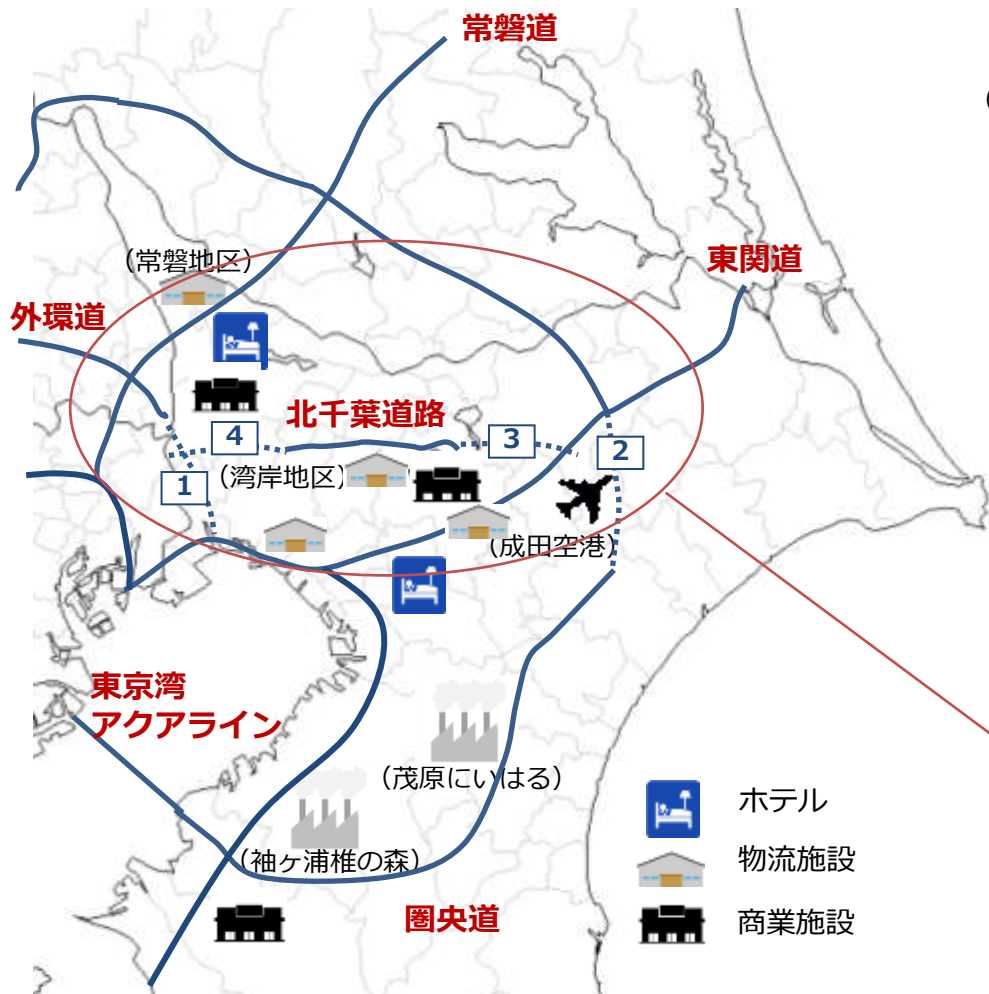 常磐道
（
（常磐地区）
東関道
外環道
北千葉道路
4
3
2
（湾岸地区）
1
（成田空港）
東京湾
アクアライン
（茂原にいはる）
ホテル
（袖ヶ浦椎の森）
物流施設
圏央道
商業施設